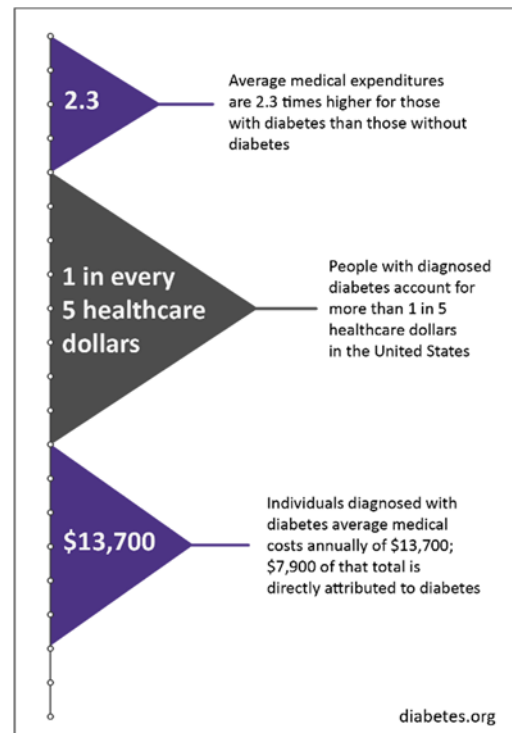 2.3
Average medical expenditures
are 2.3 times higher for those
with diabetes than those without
diabetes
1 in every
5 healthcare
dollars
People with diagnosed
diabetes account for
more than 1 in 5
healthcare dollars
in the United States
$13,700
Individuals diagnosed with
diabetes average medical
costs annually of $13,700;
$7,900 of that total is
directly attributed to diabetes
diabetes.org